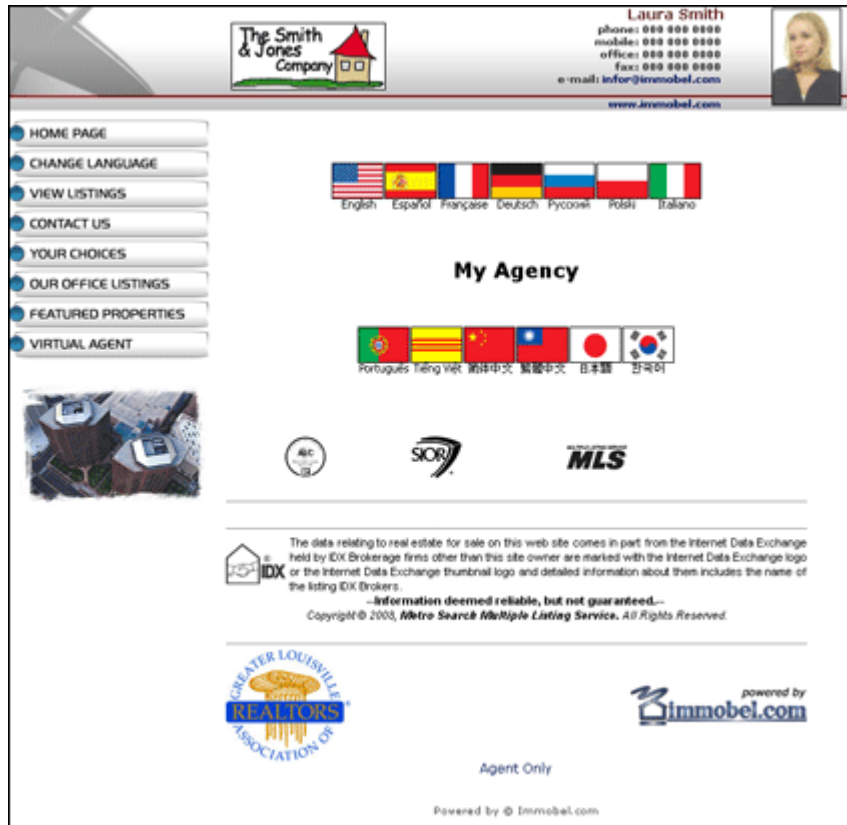 The Smith
& Jones
Company
Laura Smith
phone: 000 000 0000
mobile: 000 000 0000
office: 000 000 0000
fax: 000 000 0000
e-mail: infor@immobel.com
www.immobel.com
HOME PAGE
CHANGE LANGUAGE
VIEW LISTINGS
CONTACT US
YOUR CHOICES
OUR OFFICE LISTINGS
FEATURED PROPERTIES
VIRTUAL AGENT
English Español Française Deutsch Русский Polski Italiano
My Agency
Português Tiếng Việt 简体中文 繁體中文 日本語 한국어
SIOR
MLS
The data relating to real estate for sale on this web site comes in part from the Internet Data Exchange
held by IDX Brokerage firms other than this site owner are marked with the Internet Data Exchange logo
IDX or the Internet Data Exchange thumbnail logo and detailed information about them includes the name of
the listing IDX Brokers.
--Information deemed reliable, but not guaranteed.--
Copyright © 2008, Metro Search Multiple Listing Service. All Rights Reserved.
GREATER LOUISVILLE
REALTORS®
ASSOCIATION OF
powered by
immobel.com
Agent Only
Powered by © Immobel.com